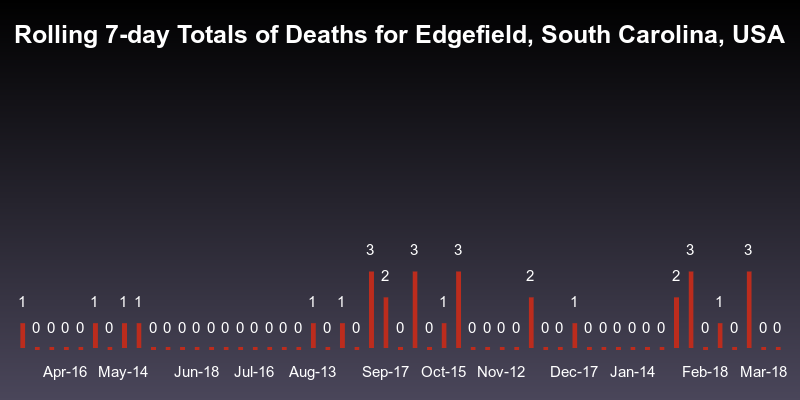 Rolling 7-day Totals of Deaths for Edgefield, South Carolina, USA
3 3 3 3 3
2 2 2
1 1 1 1 1 1 1 1 1
0 0 0 0 0 0 0 0 0 0 0 0 0 0 0 0 0 0 0 0 0 0 0 0 0 0 0 0 0 0 0 0 0 0 0 0
Apr-16 May-14 Jun-18 Jul-16 Aug-13 Sep-17 Oct-15 Nov-12 Dec-17 Jan-14 Feb-18 Mar-18